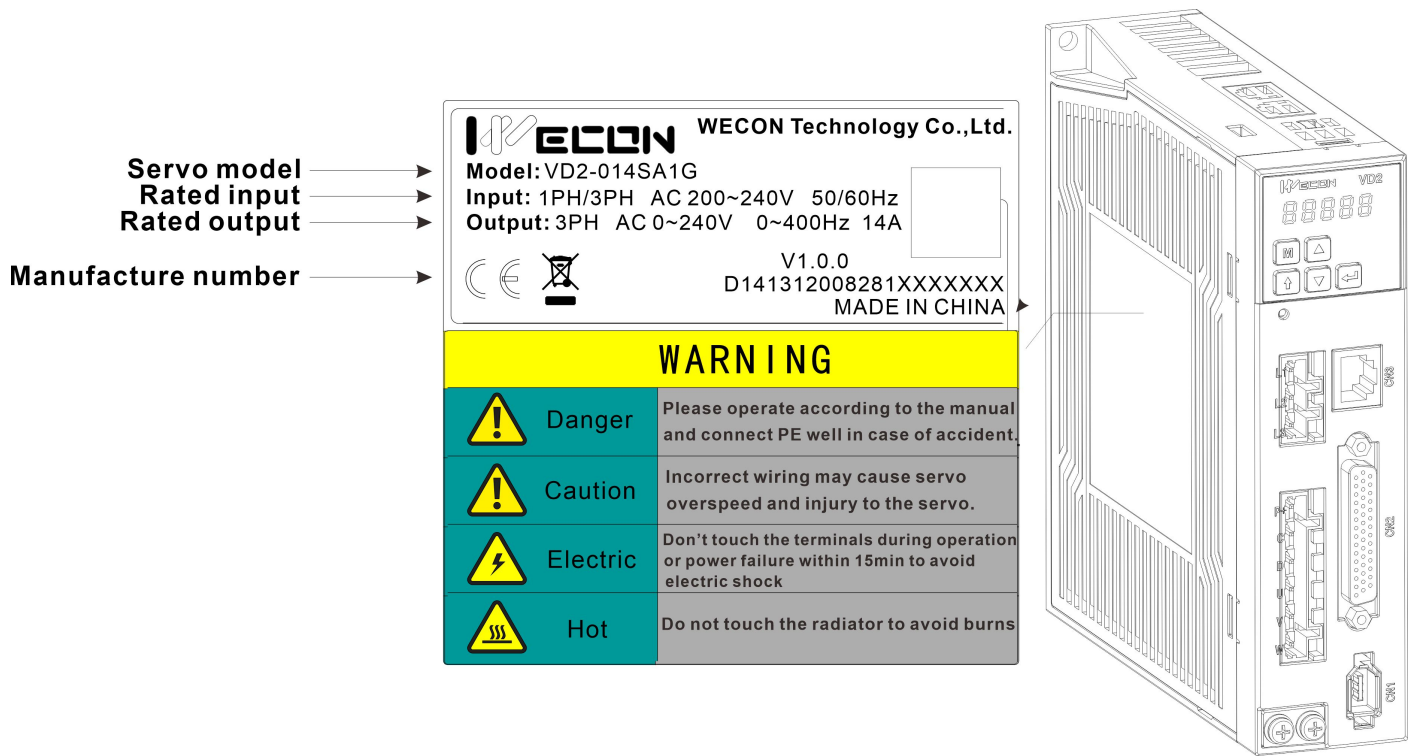 Servo model
Rated input
Rated output
Manufacture number
WECON WECON Technology Co.,Ltd.
Model: VD2-014SA1G
Input: 1PH/3PH AC 200~240V 50/60Hz
Output: 3PH AC 0~240V 0~400Hz 14A
CE
V1.0.0
D141312008281XXXXXXX
MADE IN CHINA
WARNING
Danger
Please operate according to the manual
and connect PE well in case of accident.
Caution
Incorrect wiring may cause servo
overspeed and injury to the servo.
Electric
Don't touch the terminals during operation
or power failure within 15min to avoid
electric shock
Hot
Do not touch the radiator to avoid burns
WECON VD2
88888
M
CN3
CN2
CN1